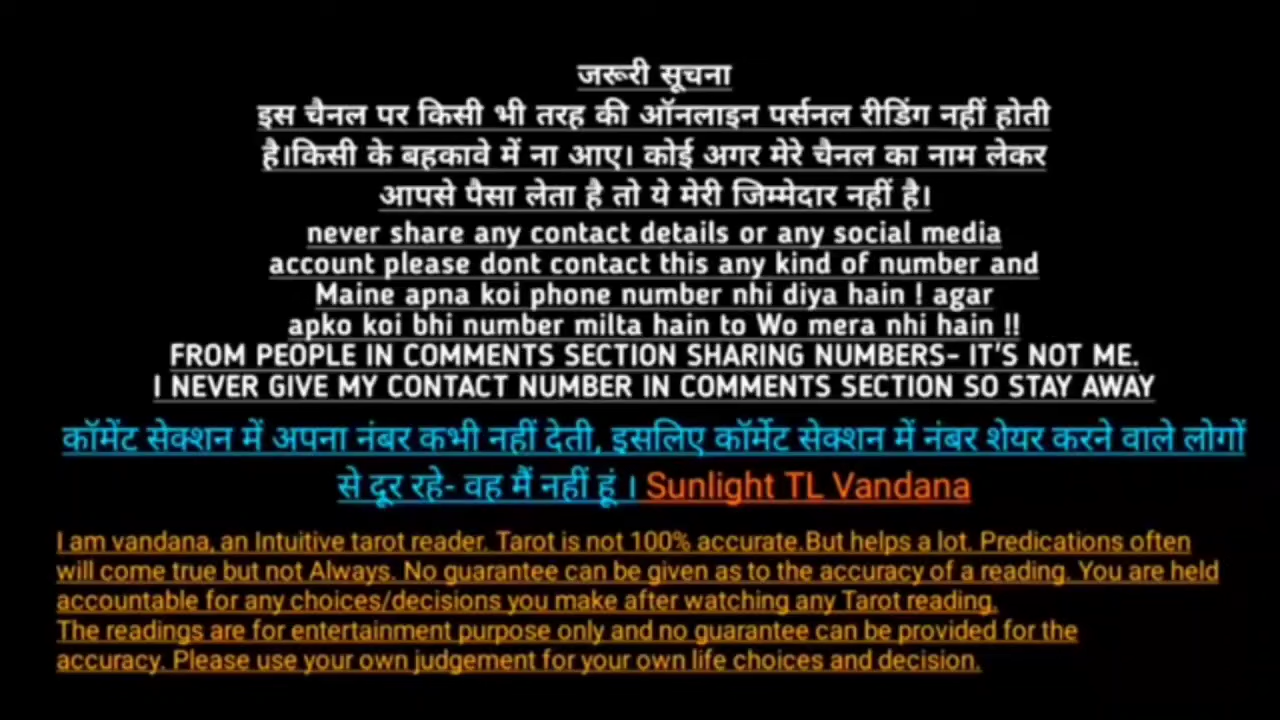 जरूरी सूचना
इस चैनल पर किसी भी तरह की ऑनलाइन पर्सनल रीडिंग नहीं होती
है।किसी के बहकावे में ना आए। कोई अगर मेरे चैनल का नाम लेकर
आपसे पैसा लेता है तो ये मेरी जिम्मेदार नहीं है।
never share any contact details or any social media
account please dont contact this any kind of number and
Maine apna koi phone number nhi diya hain ! agar
apko koi bhi number milta hain to Wo mera nhi hain !!
FROM PEOPLE IN COMMENTS SECTION SHARING NUMBERS- IT'S NOT ME.
I NEVER GIVE MY CONTACT NUMBER IN COMMENTS SECTION SO STAY AWAY
कॉमेंट सेक्शन में अपना नंबर कभी नहीं देती, इसलिए कॉर्मेट सेक्शन में नंबर शेयर करने वाले लोगों
से दूर रहे- वह मैं नहीं हूं । Sunlight TL Vandana
I am vandana, an Intuitive tarot reader. Tarot is not 100% accurate.But helps a lot. Predications often
will come true but not Always. No guarantee can be given as to the accuracy of a reading. You are held
accountable for any choices/decisions you make after watching any Tarot reading.
The readings are for entertainment purpose only and no guarantee can be provided for the
accuracy. Please use your own judgement for your own life choices and decision.